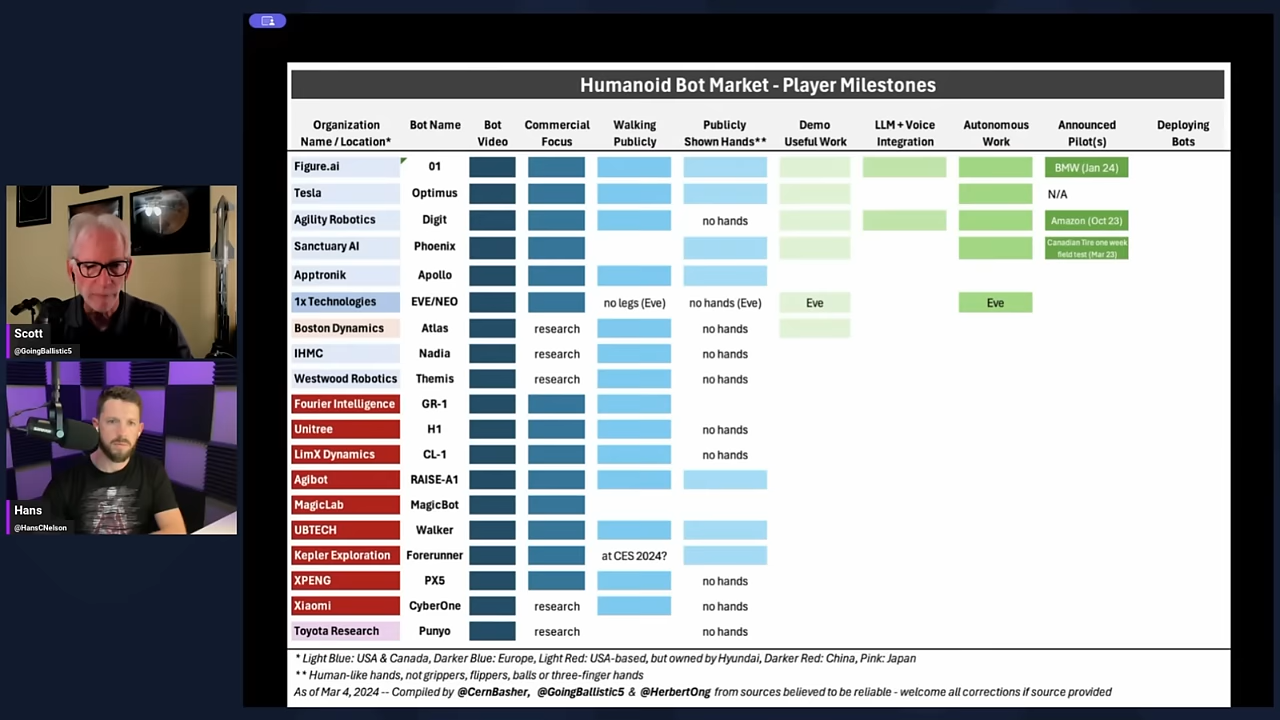 Humanoid Bot Market - Player Milestones
Organization Name / Location* Bot Name Bot Video Commercial Focus Walking Publicly Publicly Shown Hands** Demo Useful Work LLM + Voice Integration Autonomous Work Announced Pilot(s) Deploying Bots
Figure.ai 01 BMW (Jan 24)
Tesla Optimus N/A
Agility Robotics Digit no hands Amazon (Oct 23)
Sanctuary AI Phoenix Canadian Tire one week field test (Mar 23)
Apptronik Apollo
1x Technologies EVE/NEO no legs (Eve) no hands (Eve) Eve Eve
Boston Dynamics Atlas research no hands
IHMC Nadia research no hands
Westwood Robotics Themis research no hands
Fourier Intelligence GR-1
Unitree H1 no hands
LimX Dynamics CL-1 no hands
Agibot RAISE-A1
MagicLab MagicBot
UBTECH Walker
Kepler Exploration Forerunner at CES 2024?
XPENG PX5 no hands
Xiaomi CyberOne research no hands
Toyota Research Punyo research no hands
* Light Blue: USA & Canada, Darker Blue: Europe, Light Red: USA-based, but owned by Hyundai, Darker Red: China, Pink: Japan
** Human-like hands, not grippers, flippers, balls or three-finger hands
As of Mar 4, 2024 -- Compiled by @CernBasher, @GoingBallistic5 & @HerbertOng from sources believed to be reliable - welcome all corrections if source provided
Scott
@GoingBallistic5
Hans
@HansCNelson